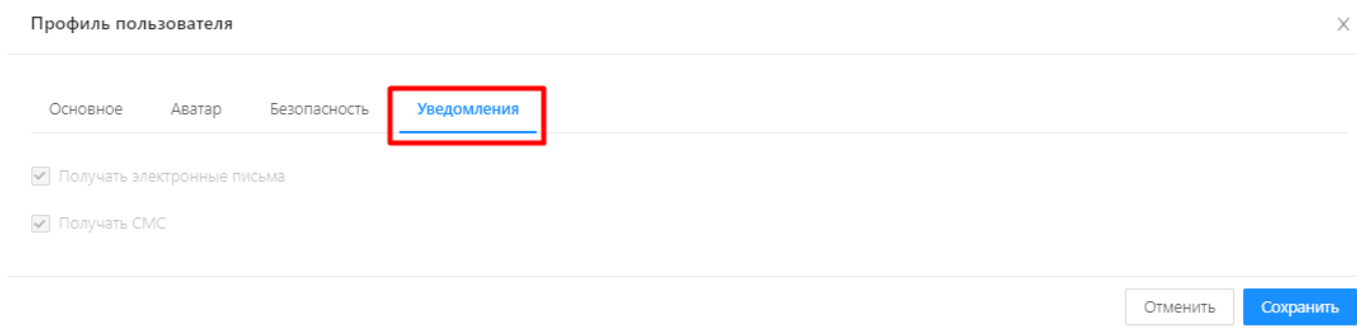 Профиль пользователя
Основное Аватар Безопасность Уведомления
Получать электронные письма
Получать СМС
Отменить Сохранить